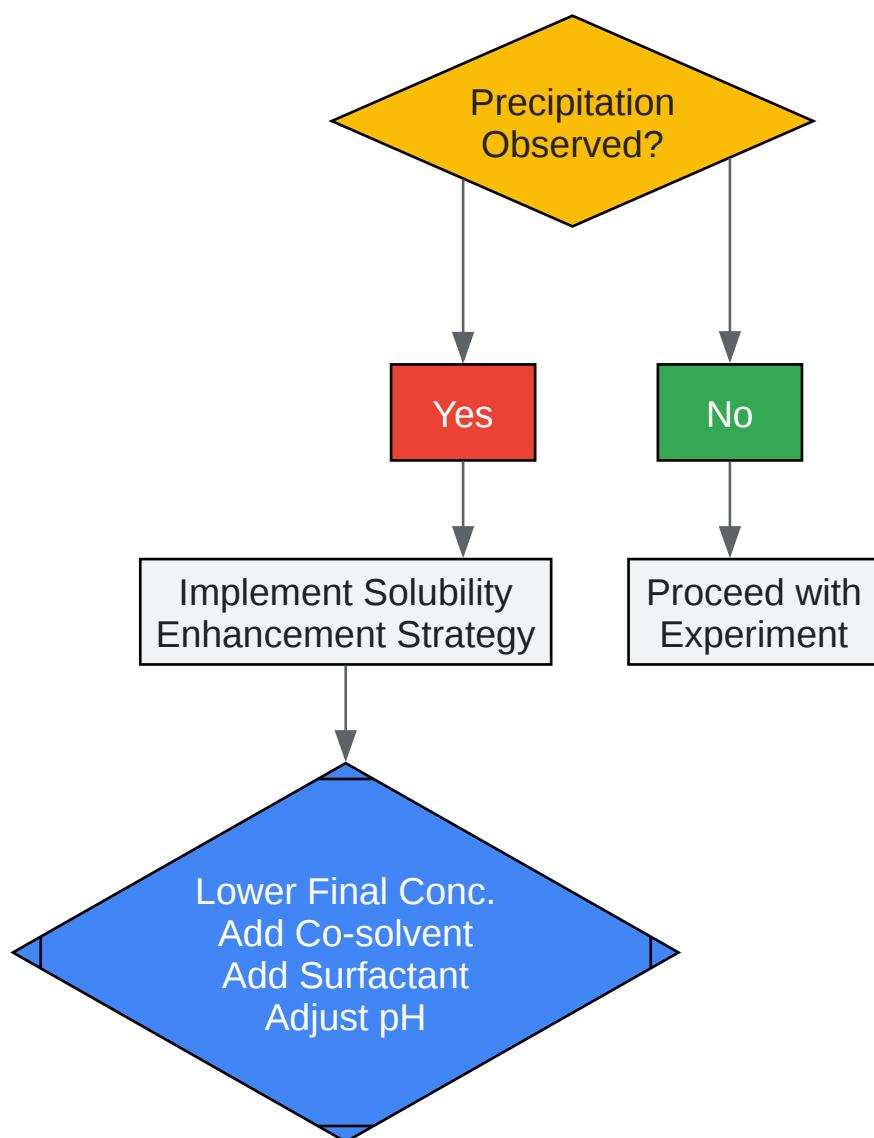 Precipitation
Observed?
Yes
No
Implement Solubility
Enhancement Strategy
Proceed with
Experiment
Lower Final Conc.
Add Co-solvent
Add Surfactant
Adjust pH